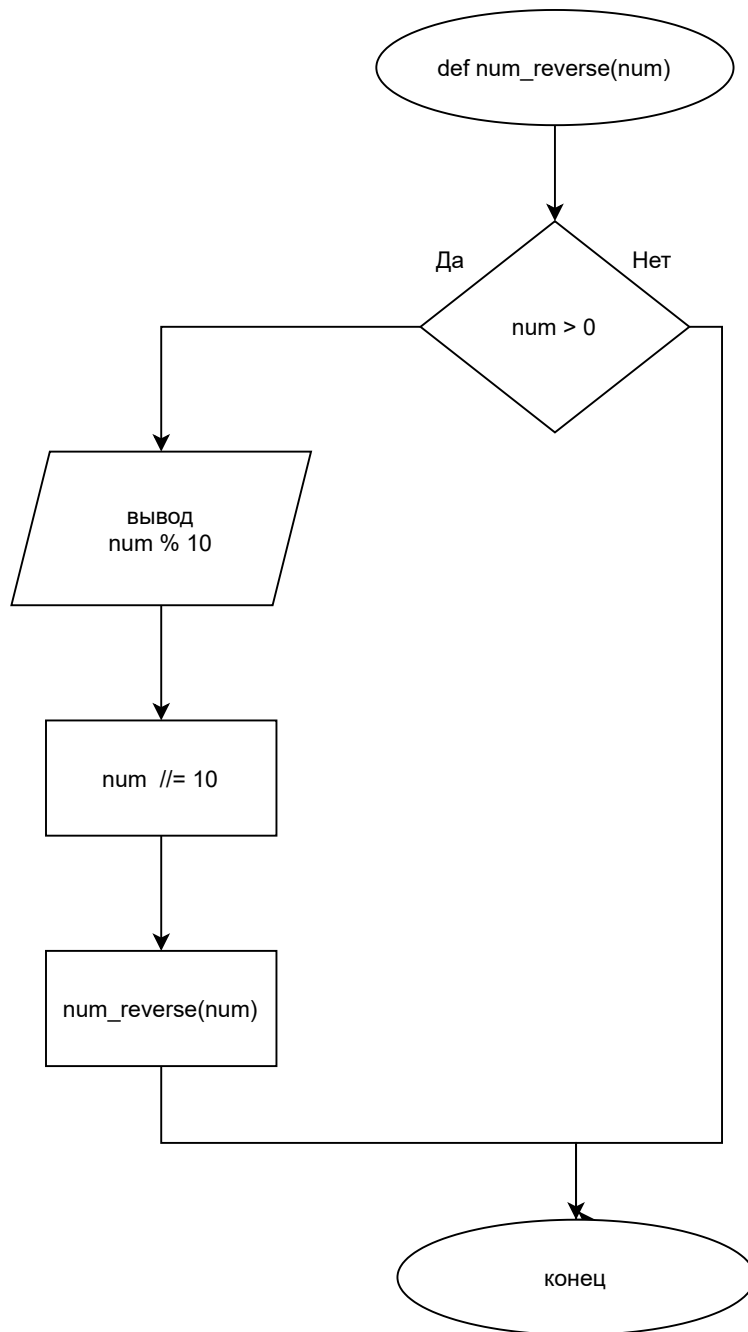 def num_reverse(num)
Да
Нет
num > 0
вывод
num % 10
num //= 10
num_reverse(num)
конец